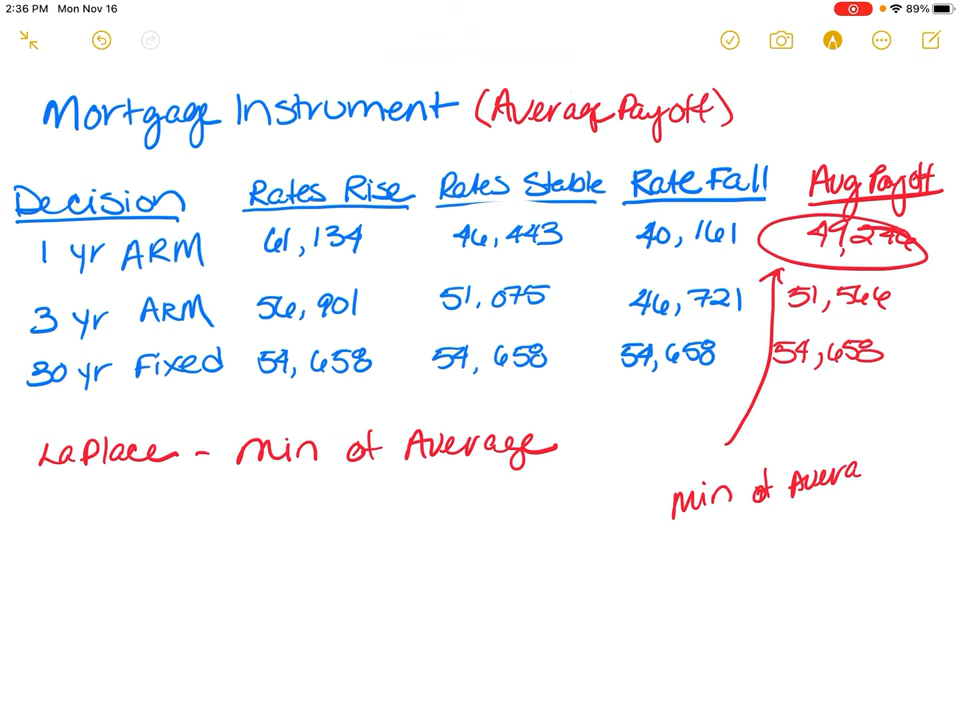 2:36 PM Mon Nov 16 89%
Mortgage Instrument (Average Payoff)
Decision Rates Rise Rates Stable Rate Fall Avg Payoff
1 yr ARM 61,134 46,443 40,161 49,246
3 yr ARM 56,901 51,075 46,721 51,566
30 yr Fixed 54,658 54,658 54,658 54,658
LaPlace - Min of Average
Min of Avera